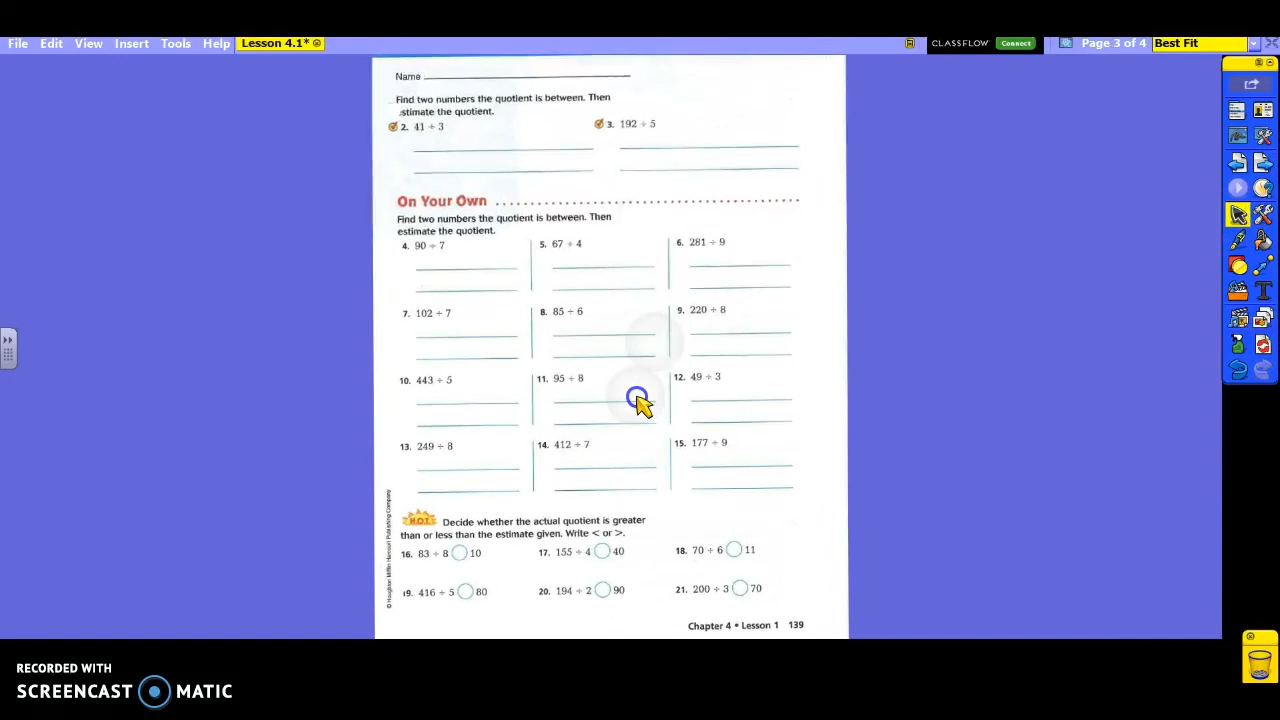 File Edit View Insert Tools Help Lesson 4.1* CLASSFLOW Connect Page 3 of 4 Best Fit
Name
Find two numbers the quotient is between. Then
stimate the quotient.
2. 41 ÷ 3
3. 192 ÷ 5
On Your Own
Find two numbers the quotient is between. Then
estimate the quotient.
4. 90 ÷ 7
5. 67 ÷ 4
6. 281 ÷ 9
7. 102 ÷ 7
8. 85 ÷ 6
9. 220 ÷ 8
10. 443 ÷ 5
11. 95 ÷ 8
12. 49 ÷ 3
13. 249 ÷ 8
14. 412 ÷ 7
15. 177 ÷ 9
H.O.T. Decide whether the actual quotient is greater
than or less than the estimate given. Write < or >.
16. 83 ÷ 8 10
17. 155 ÷ 4 40
18. 70 ÷ 6 11
19. 416 ÷ 5 80
20. 194 ÷ 2 90
21. 200 ÷ 3 70
© Houghton Mifflin Harcourt Publishing Company
Chapter 4 • Lesson 1 139
RECORDED WITH
SCREENCAST MATIC